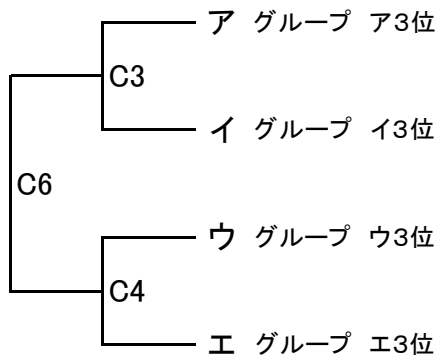 ア グループ ア3位
C3
イ グループ イ3位
C6
ウ グループ ウ3位
C4
エ グループ エ3位